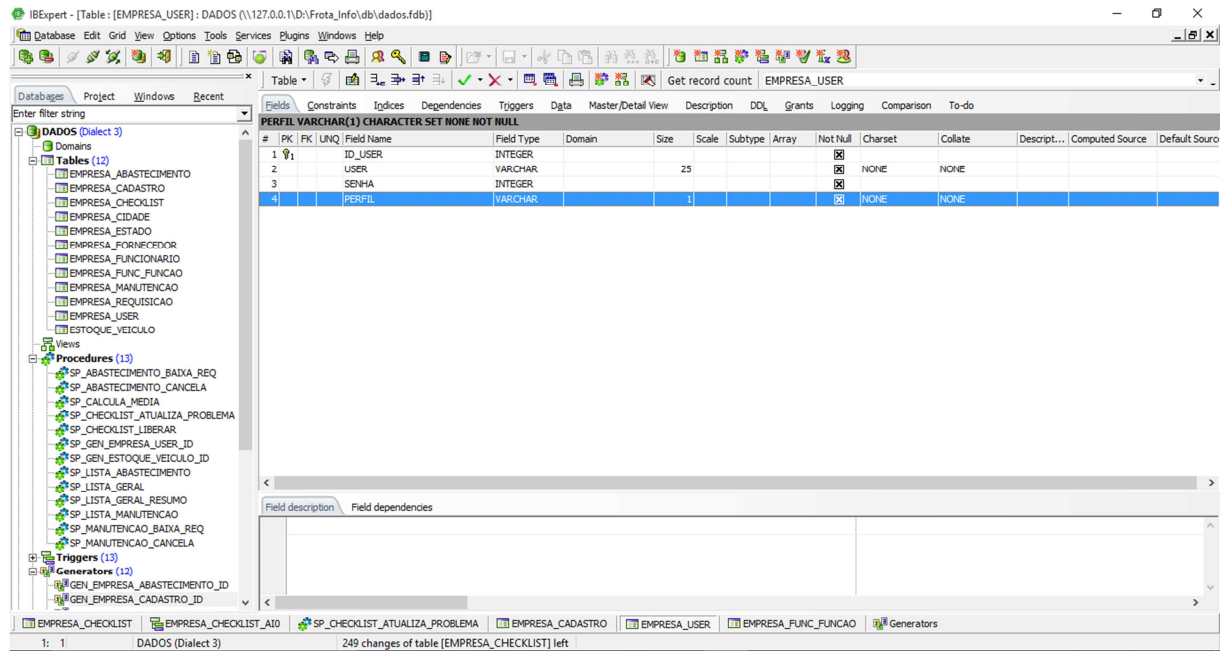 IBExpert - [Table : [EMPRESA_USER] : DADOS (\\127.0.0.1\D:\Frota_Info\db\dados.fdb)]
Database Edit Grid View Options Tools Services Plugins Windows Help
Table Get record count EMPRESA_USER
Databases Project Windows Recent
Enter filter string
Fields Constraints Indices Dependencies Triggers Data Master/Detail View Description DDL Grants Logging Comparison To-do
PERFIL VARCHAR(1) CHARACTER SET NONE NOT NULL
# PK FK UNQ Field Name Field Type Domain Size Scale Subtype Array Not Null Charset Collate Descript... Computed Source Default Sourc
1 1 ID_USER INTEGER
2 USER VARCHAR 25 NONE NONE
3 SENHA INTEGER
4 PERFIL VARCHAR 1 NONE NONE
DADOS (Dialect 3)
Domains
Tables (12)
EMPRESA_ABASTECIMENTO
EMPRESA_CADASTRO
EMPRESA_CHECKLIST
EMPRESA_CIDADE
EMPRESA_ESTADO
EMPRESA_FORNECEDOR
EMPRESA_FUNCIONARIO
EMPRESA_FUNC_FUNCAO
EMPRESA_MANUTENCAO
EMPRESA_REQUISICAO
EMPRESA_USER
ESTOQUE_VEICULO
Views
Procedures (13)
SP_ABASTECIMENTO_BAIXA_REQ
SP_ABASTECIMENTO_CANCELA
SP_CALCULA_MEDIA
SP_CHECKLIST_ATUALIZA_PROBLEMA
SP_CHECKLIST_LIBERAR
SP_GEN_EMPRESA_USER_ID
SP_GEN_ESTOQUE_VEICULO_ID
SP_LISTA_ABASTECIMENTO
SP_LISTA_GERAL
SP_LISTA_GERAL_RESUMO
SP_LISTA_MANUTENCAO
SP_MANUTENCAO_BAIXA_REQ
SP_MANUTENCAO_CANCELA
Triggers (13)
Generators (12)
GEN_EMPRESA_ABASTECIMENTO_ID
GEN_EMPRESA_CADASTRO_ID
Field description Field dependencies
EMPRESA_CHECKLIST EMPRESA_CHECKLIST_AI0 SP_CHECKLIST_ATUALIZA_PROBLEMA EMPRESA_CADASTRO EMPRESA_USER EMPRESA_FUNC_FUNCAO Generators
1: 1 DADOS (Dialect 3) 249 changes of table [EMPRESA_CHECKLIST] left